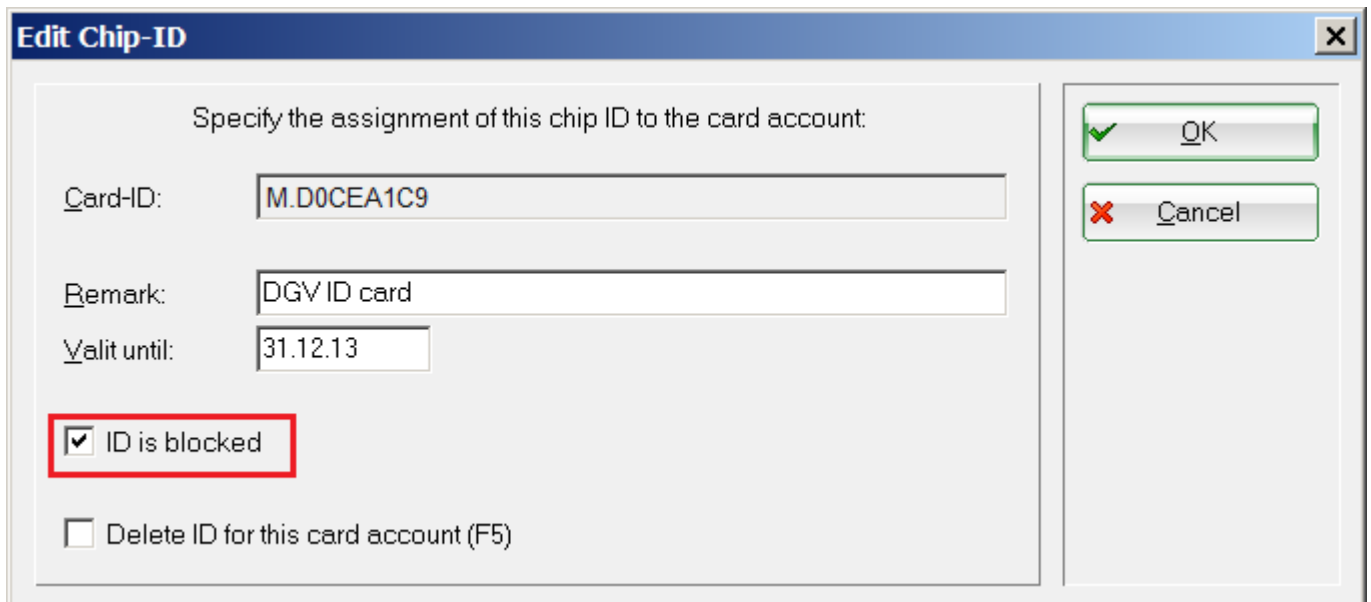 Edit Chip-ID
Specify the assignment of this chip ID to the card account:
Card-ID: M.D0CEA1C9
Remark: DGV ID card
Valit until: 31.12.13
ID is blocked
Delete ID for this card account (F5)
OK
Cancel